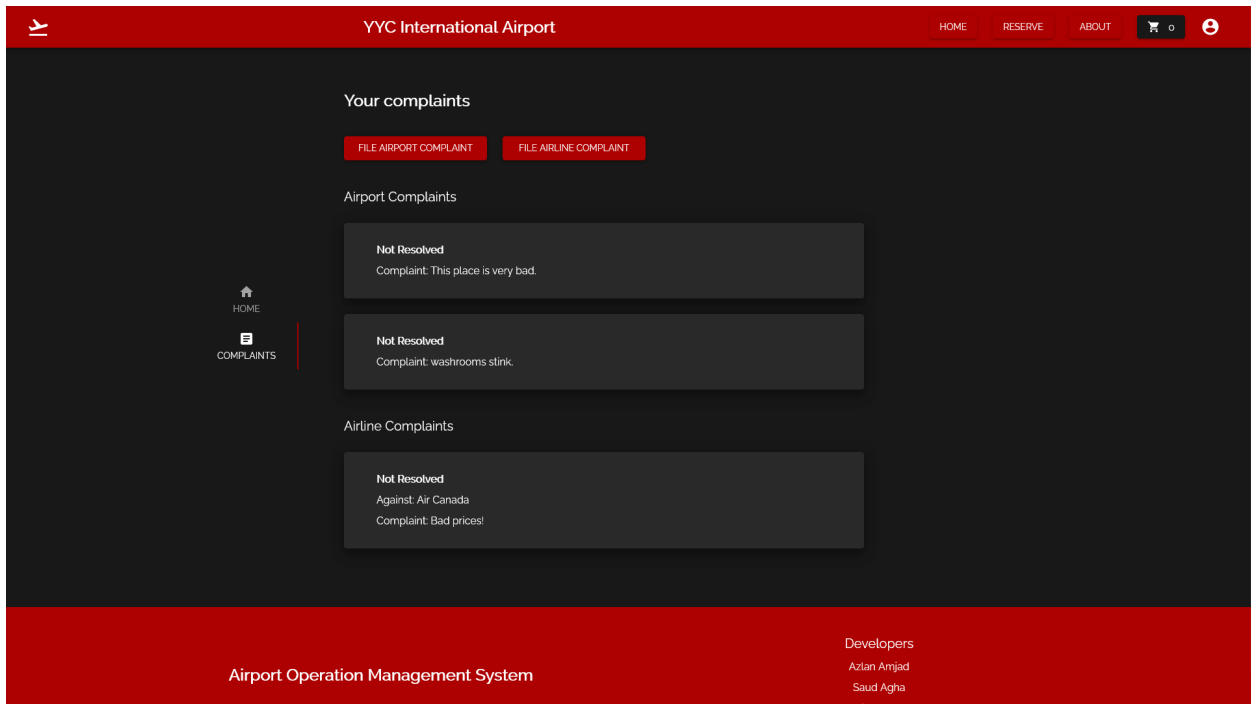 YYC International Airport
HOME RESERVE ABOUT 0
Your complaints
FILE AIRPORT COMPLAINT FILE AIRLINE COMPLAINT
Airport Complaints
Not Resolved
Complaint: This place is very bad.
HOME
Not Resolved
COMPLAINTS
Complaint: washrooms stink.
Airline Complaints
Not Resolved
Against: Air Canada
Complaint: Bad prices!
Developers
Azlan Amjad
Airport Operation Management System
Saud Agha